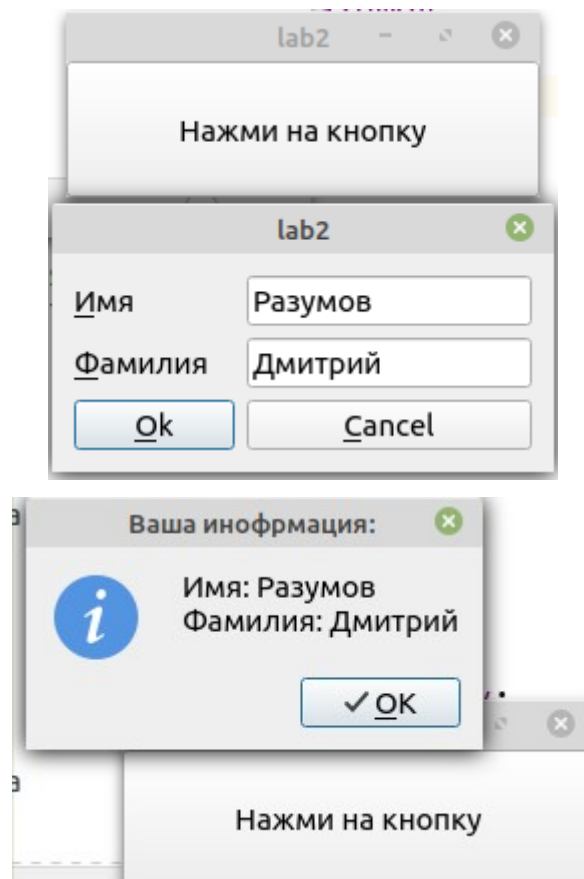 lab2
Нажми на кнопку
lab2
Имя Разумов
Фамилия Дмитрий
Ok Cancel
Ваша инофрмация:
Имя: Разумов
Фамилия: Дмитрий
OK
Нажми на кнопку